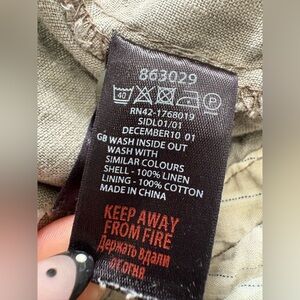 863029
40 P
RN42-1768019
SIDL01/01
DECEMBER10 01
GB WASH INSIDE OUT
WASH WITH
SIMILAR COLOURS
SHELL - 100% LINEN
LINING - 100% COTTON
MADE IN CHINA
KEEP AWAY
FROM FIRE
Держать вдали
от огня